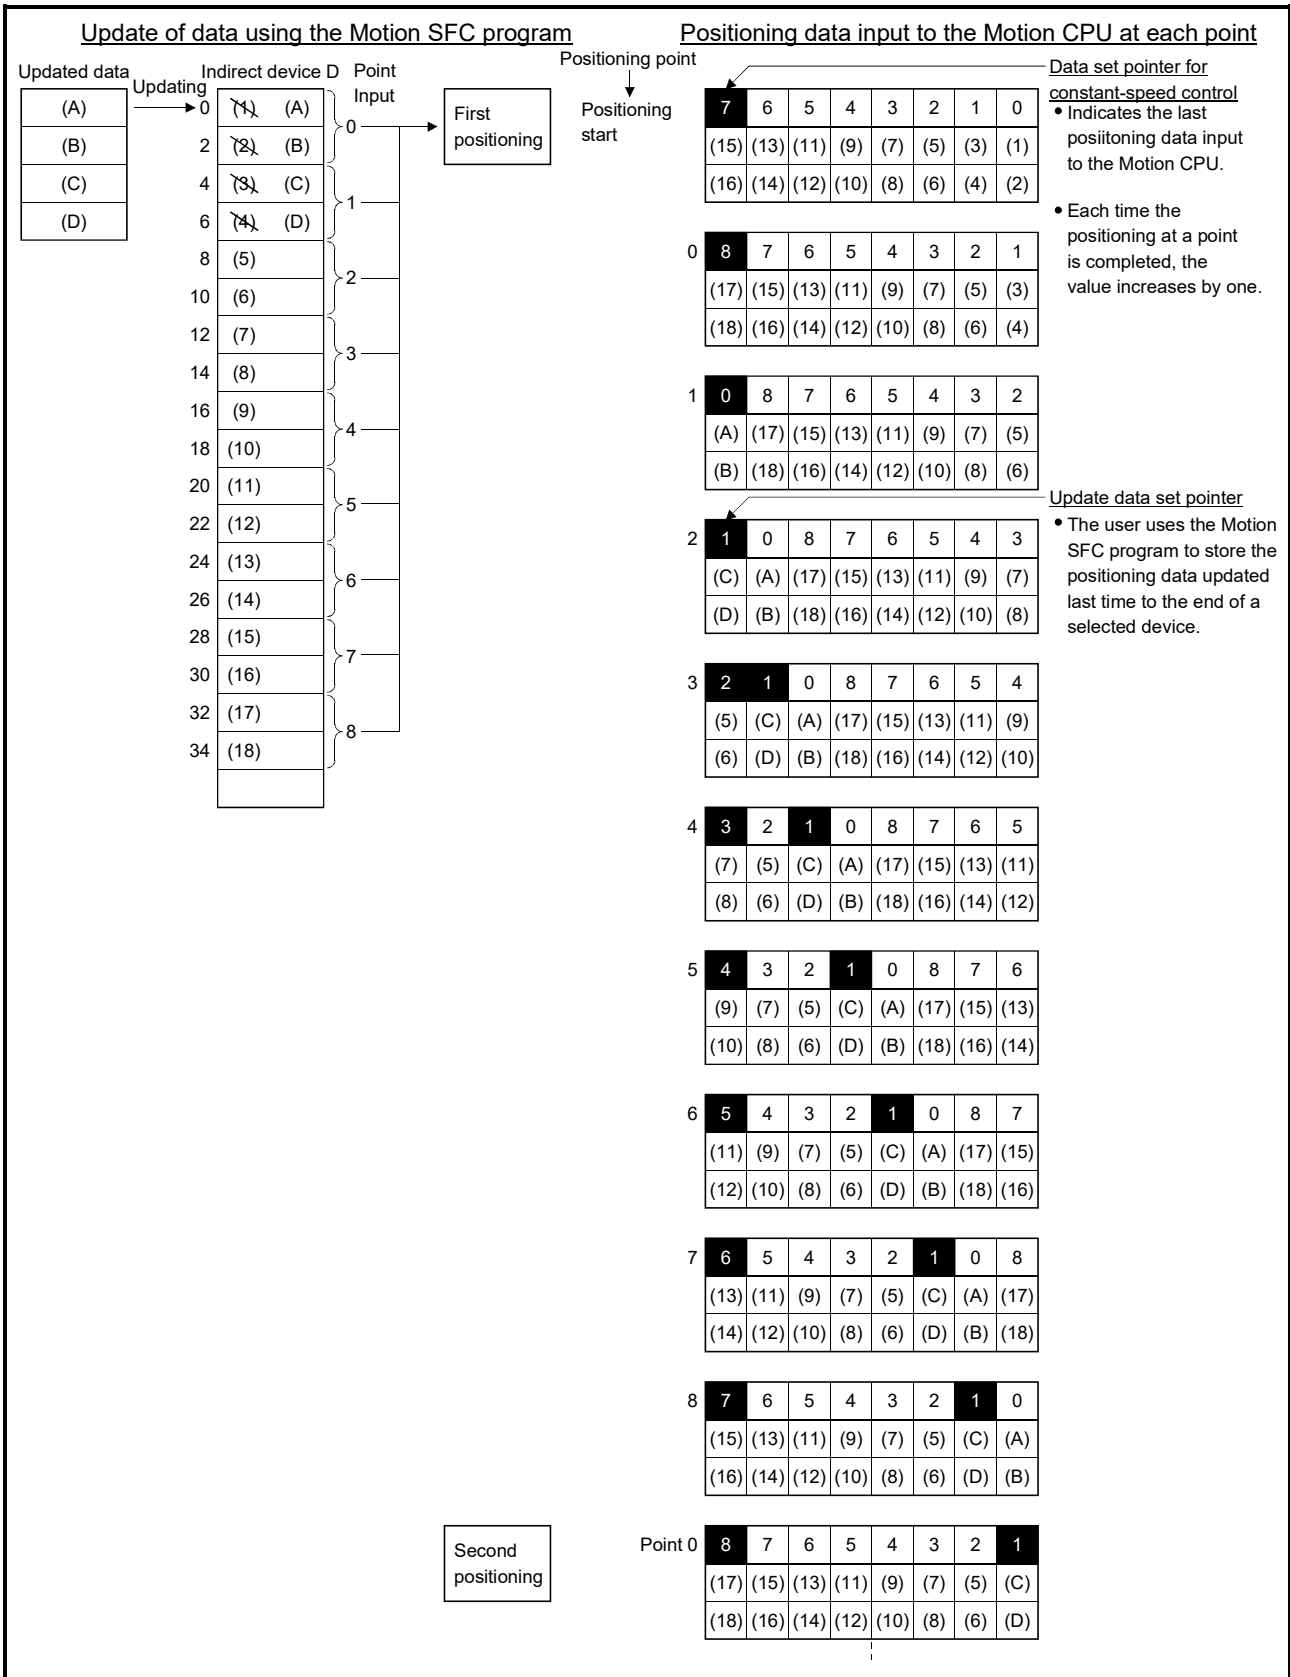 Update of data using the Motion SFC program
Updated data
Updating
Indirect device D
Point
Input
(A)
(B)
(C)
(D)
0 (1) (A)
2 (2) (B)
4 (3) (C)
6 (4) (D)
8 (5)
10 (6)
12 (7)
14 (8)
16 (9)
18 (10)
20 (11)
22 (12)
24 (13)
26 (14)
28 (15)
30 (16)
32 (17)
34 (18)
0
1
2
3
4
5
6
7
8
First
positioning
Second
positioning
Positioning data input to the Motion CPU at each point
Positioning point
Positioning
start
7 6 5 4 3 2 1 0
(15) (13) (11) (9) (7) (5) (3) (1)
(16) (14) (12) (10) (8) (6) (4) (2)
Data set pointer for
constant-speed control
• Indicates the last
posiitoning data input
to the Motion CPU.
• Each time the
positioning at a point
is completed, the
value increases by one.
0 8 7 6 5 4 3 2 1
(17) (15) (13) (11) (9) (7) (5) (3)
(18) (16) (14) (12) (10) (8) (6) (4)
1 0 8 7 6 5 4 3 2
(A) (17) (15) (13) (11) (9) (7) (5)
(B) (18) (16) (14) (12) (10) (8) (6)
Update data set pointer
• The user uses the Motion
SFC program to store the
positioning data updated
last time to the end of a
selected device.
2 1 0 8 7 6 5 4 3
(C) (A) (17) (15) (13) (11) (9) (7)
(D) (B) (18) (16) (14) (12) (10) (8)
3 2 1 0 8 7 6 5 4
(5) (C) (A) (17) (15) (13) (11) (9)
(6) (D) (B) (18) (16) (14) (12) (10)
4 3 2 1 0 8 7 6 5
(7) (5) (C) (A) (17) (15) (13) (11)
(8) (6) (D) (B) (18) (16) (14) (12)
5 4 3 2 1 0 8 7 6
(9) (7) (5) (C) (A) (17) (15) (13)
(10) (8) (6) (D) (B) (18) (16) (14)
6 5 4 3 2 1 0 8 7
(11) (9) (7) (5) (C) (A) (17) (15)
(12) (10) (8) (6) (D) (B) (18) (16)
7 6 5 4 3 2 1 0 8
(13) (11) (9) (7) (5) (C) (A) (17)
(14) (12) (10) (8) (6) (D) (B) (18)
8 7 6 5 4 3 2 1 0
(15) (13) (11) (9) (7) (5) (C) (A)
(16) (14) (12) (10) (8) (6) (D) (B)
Point 0 8 7 6 5 4 3 2 1
(17) (15) (13) (11) (9) (7) (5) (C)
(18) (16) (14) (12) (10) (8) (6) (D)